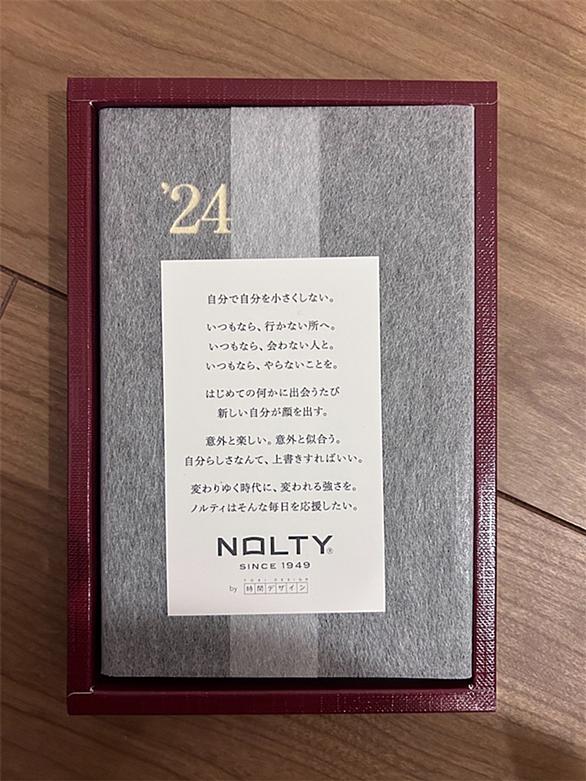 '24
自分で自分を小さくしない。
いつもなら、行かない所へ。
いつもなら、会わない人と。
いつもなら、やらないことを。
はじめての何かに出会うたび
新しい自分が顔を出す。
意外と楽しい。意外と似合う。
自分らしさなんて、上書きすればいい。
変わりゆく時代に、変われる強さを。
ノルティはそんな毎日を応援したい。
NOLTY®
SINCE 1949
TOKI DESIGN
by 時間デザイン